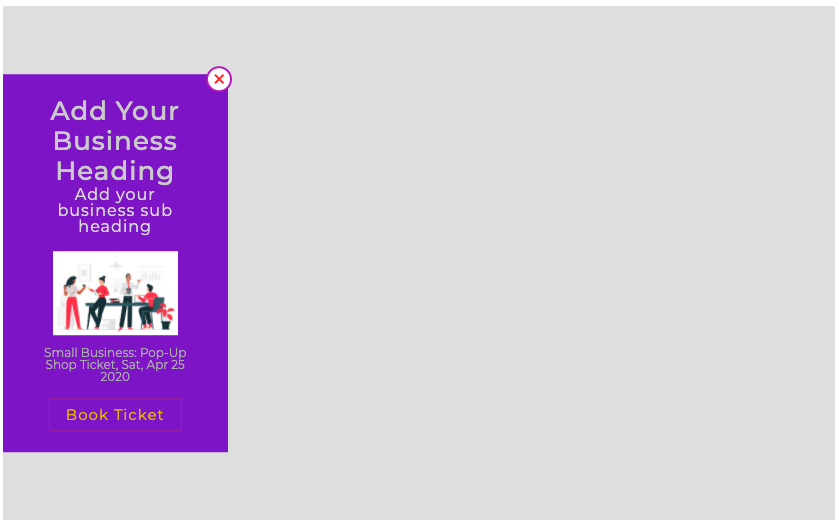 Add Your
Business
Heading
Add your
business sub
heading
Small Business: Pop-Up
Shop Ticket, Sat, Apr 25
2020
Book Ticket